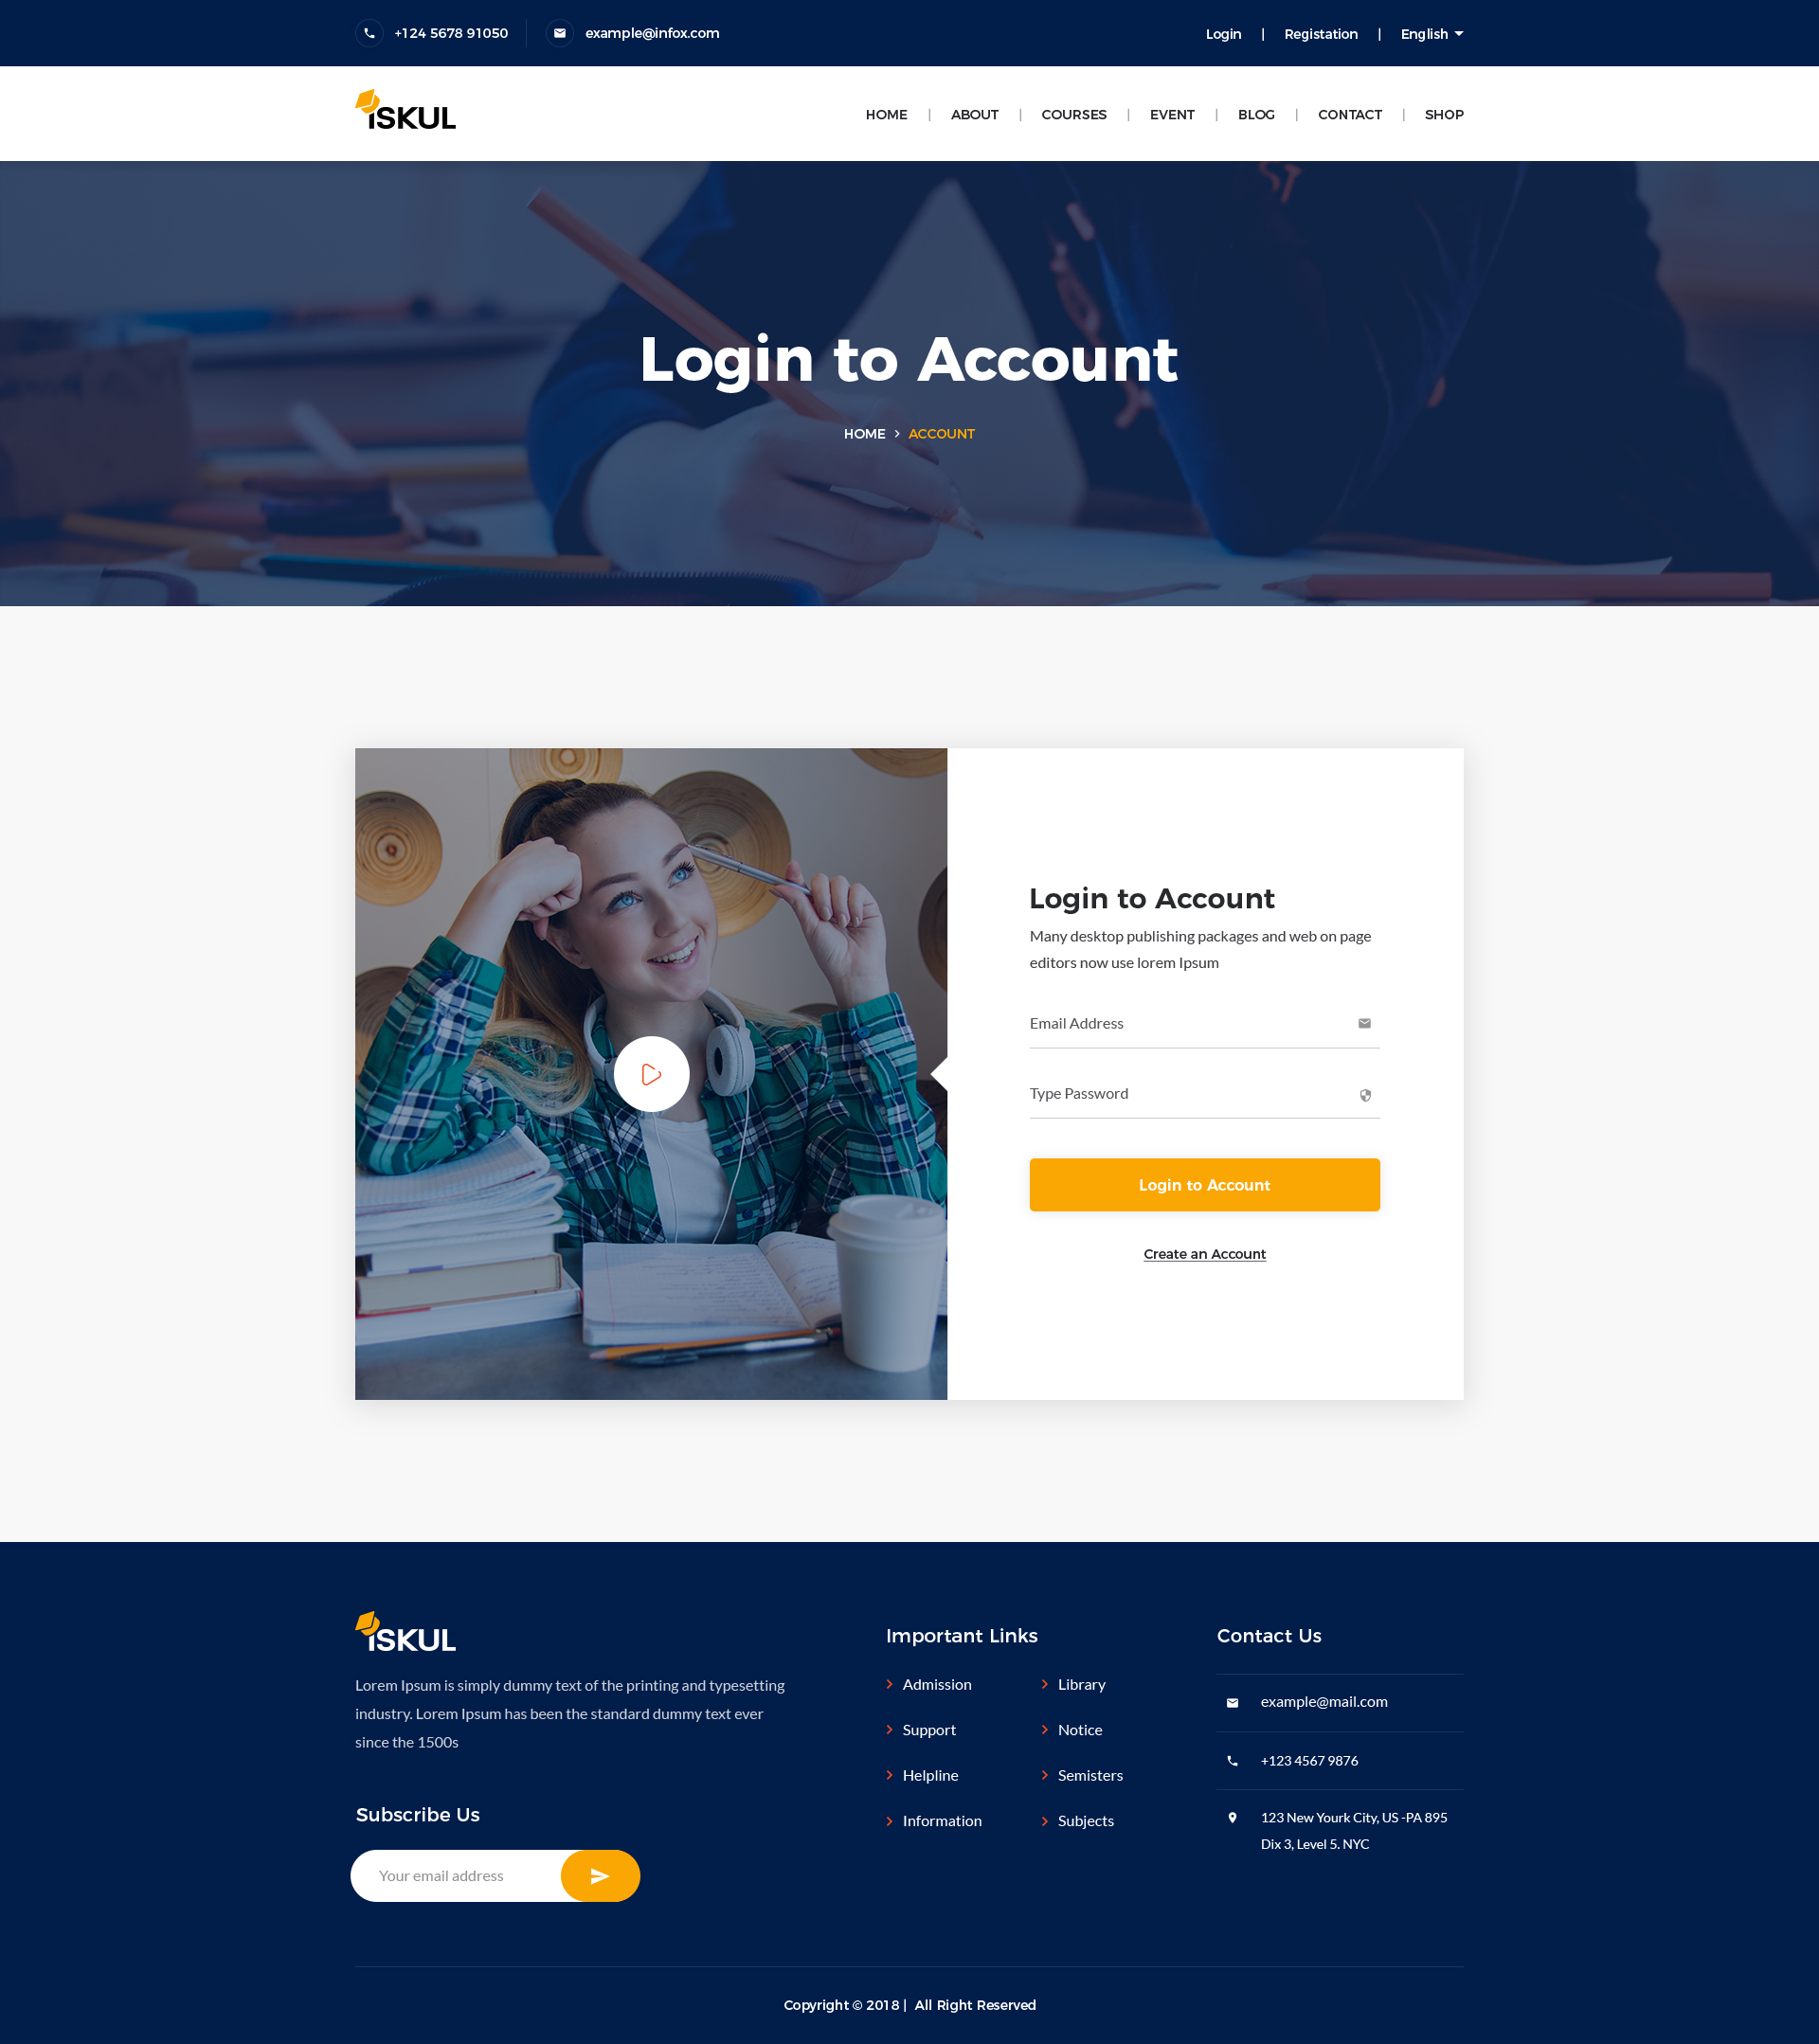 +124 5678 91050
example@infox.com
Login | Registation | English
iSKUL
HOME | ABOUT | COURSES | EVENT | BLOG | CONTACT | SHOP
Login to Account
HOME > ACCOUNT
Login to Account
Many desktop publishing packages and web on page
editors now use lorem Ipsum
Email Address
Type Password
Login to Account
Create an Account
iSKUL
Lorem Ipsum is simply dummy text of the printing and typesetting
industry. Lorem Ipsum has been the standard dummy text ever
since the 1500s
Subscribe Us
Your email address
Important Links
Admission
Library
Support
Notice
Helpline
Semisters
Information
Subjects
Contact Us
example@mail.com
+123 4567 9876
123 New Yourk City, US -PA 895
Dix 3, Level 5. NYC
Copyright © 2018 | All Right Reserved